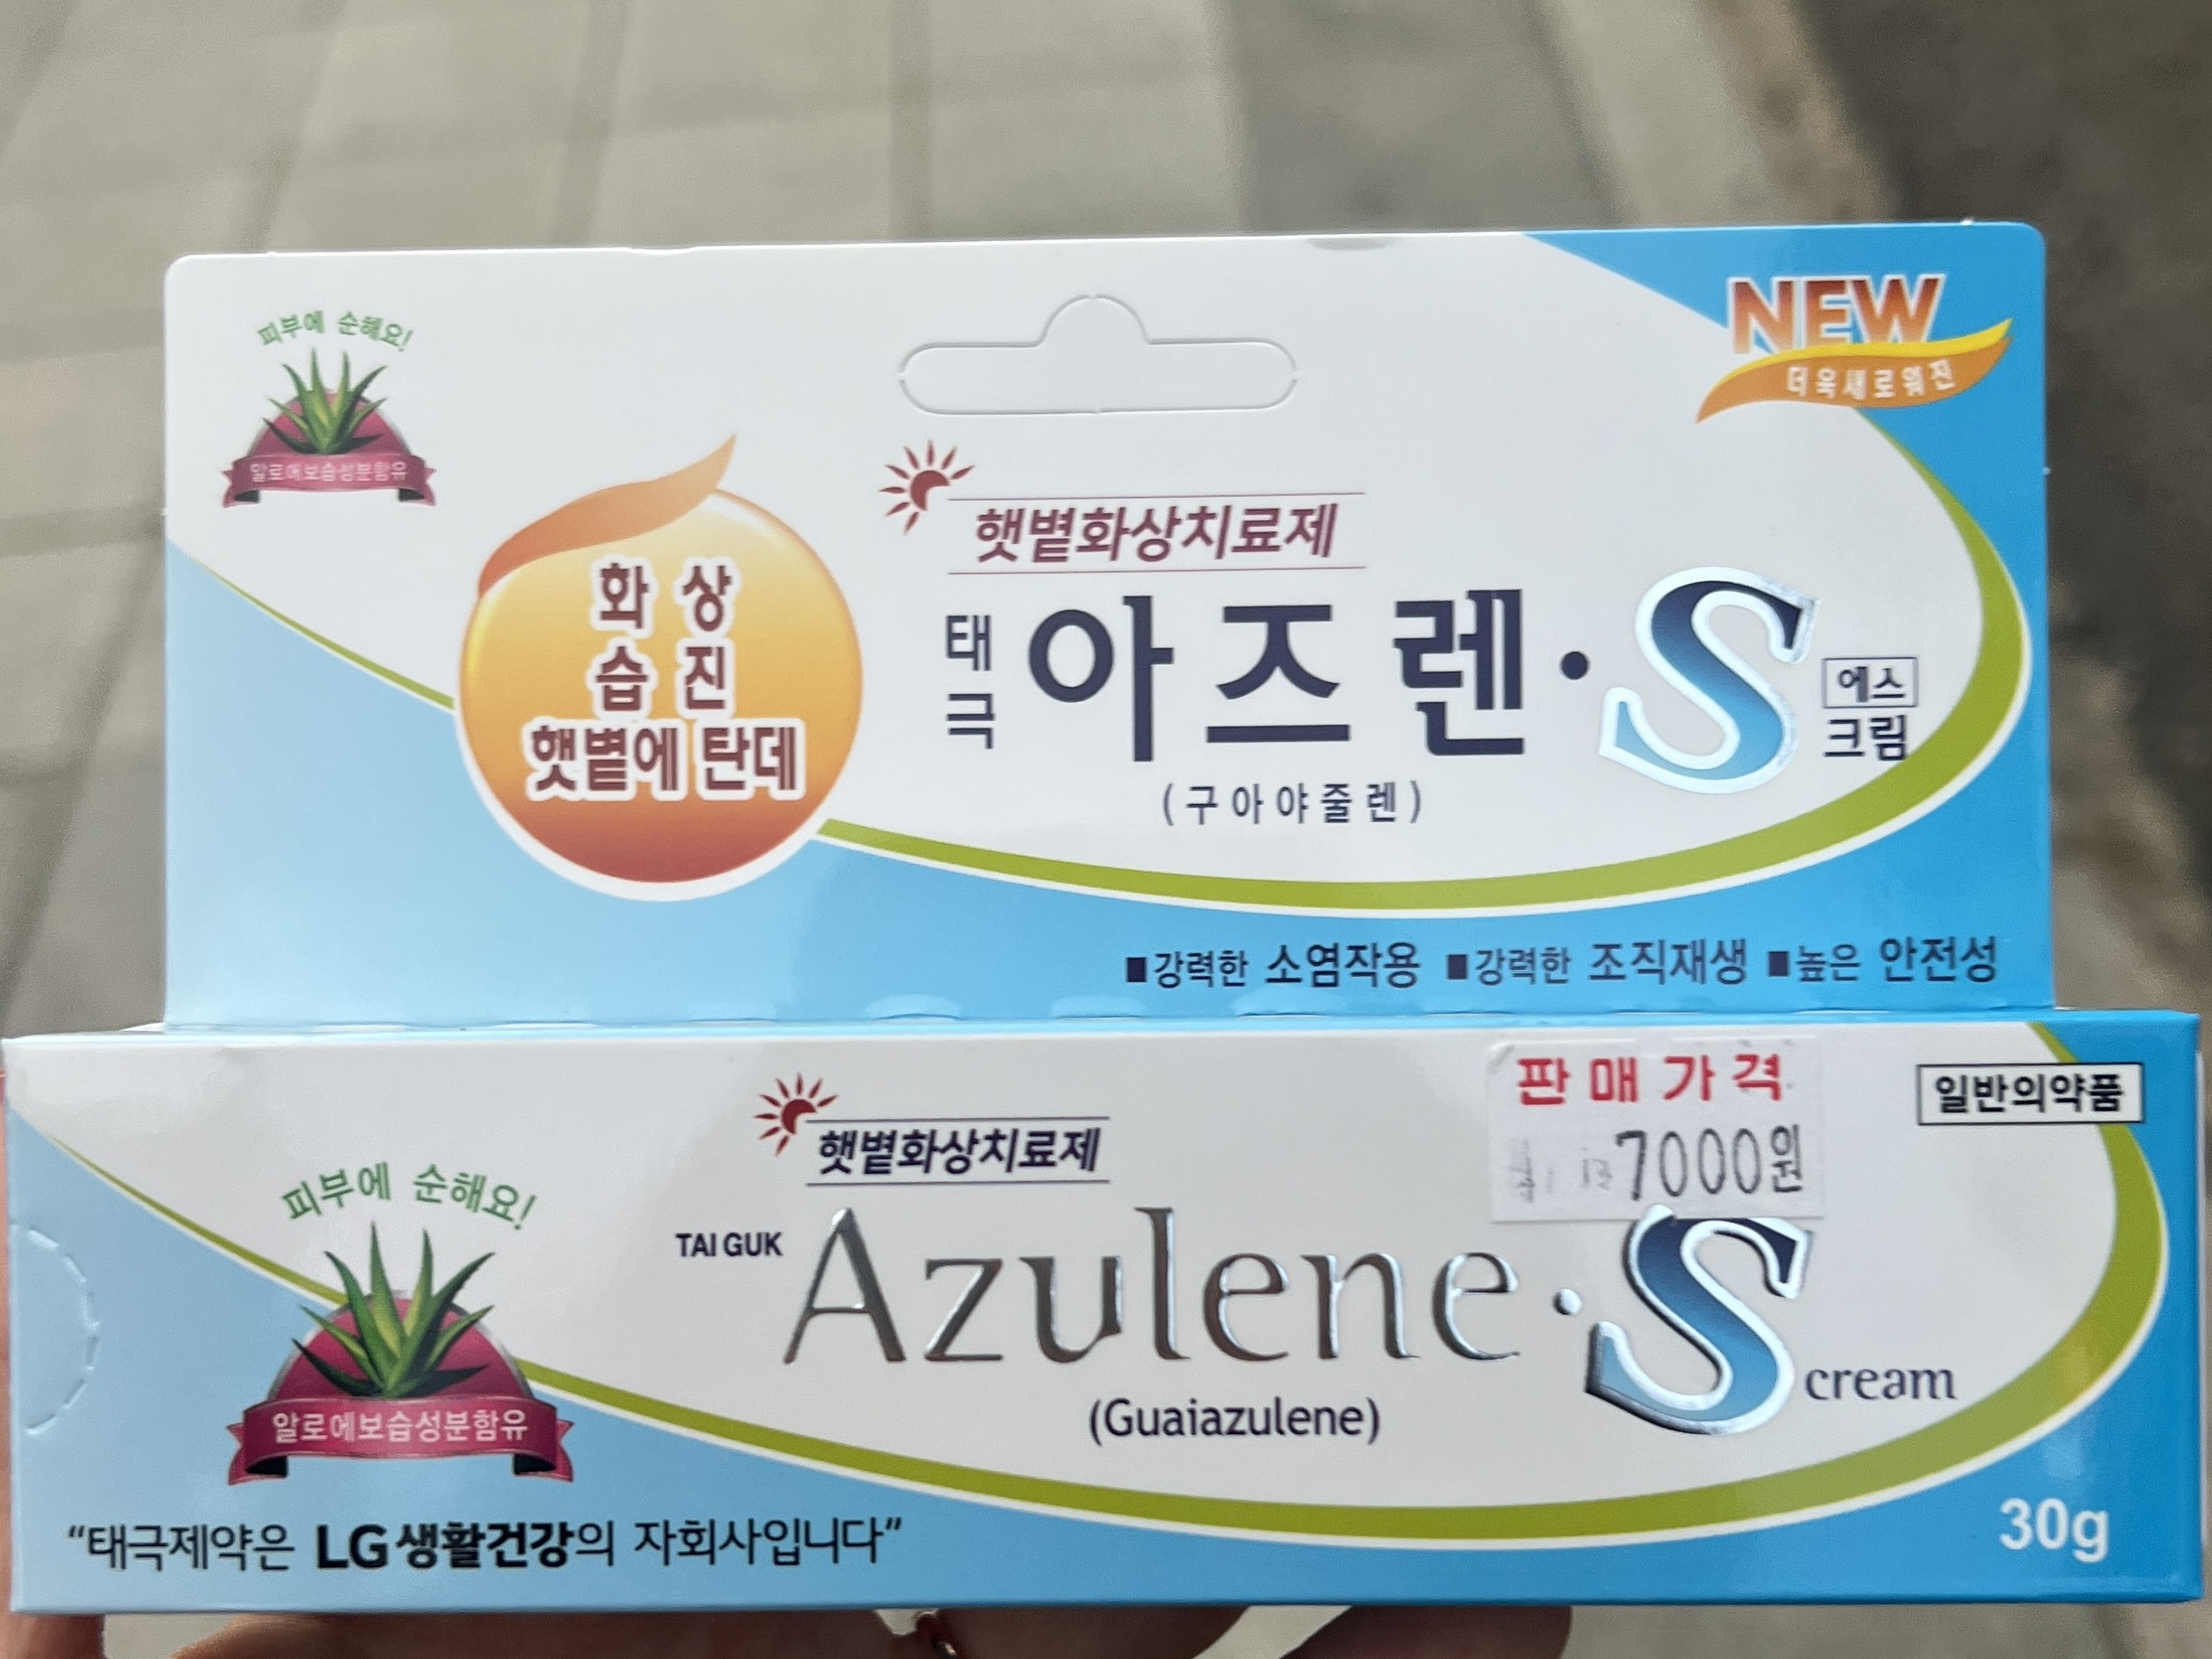 피부에 순해요!
알로에보습성분함유
NEW
더욱새로워진
화상
습진
햇볕에 탄데
햇볕화상치료제
태극 아즈렌·S 에스 크림
(구아야줄렌)
■강력한 소염작용 ■강력한 조직재생 ■높은 안전성
판매가격
7000원
일반의약품
햇볕화상치료제
피부에 순해요!
알로에보습성분함유
TAI GUK Azulene·S cream
(Guaiazulene)
"태극제약은 LG생활건강의 자회사입니다"
30g